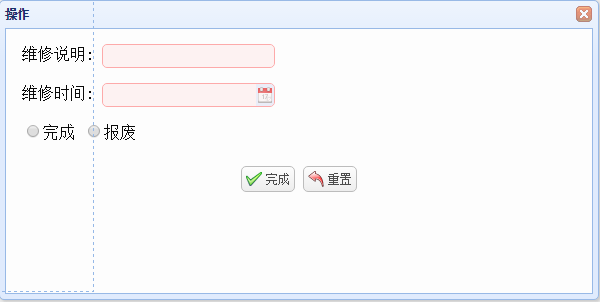 操作
维修说明:
维修时间:
完成 报废
完成 重置